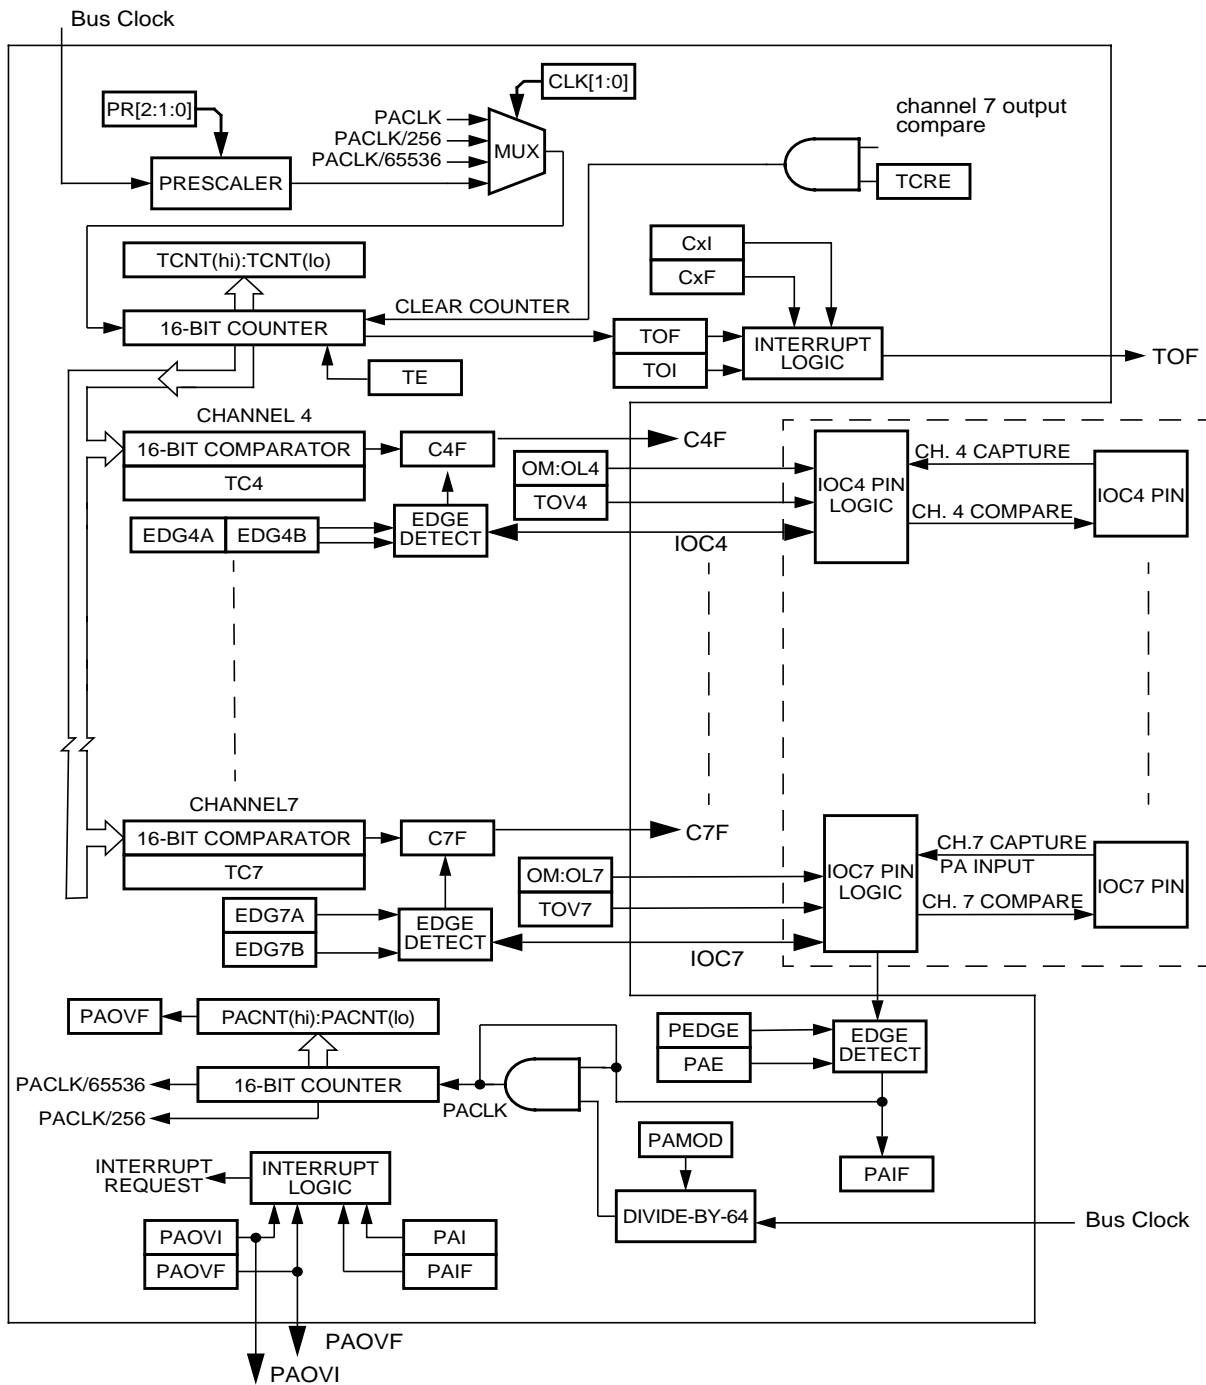 Bus Clock
PR[2:1:0]
CLK[1:0]
PACLK
PACLK/256
PACLK/65536
MUX
PRESCALER
channel 7 output
compare
TCRE
TCNT(hi):TCNT(lo)
CxI
CxF
CLEAR COUNTER
16-BIT COUNTER
TE
TOF
TOI
INTERRUPT
LOGIC
TOF
CHANNEL 4
16-BIT COMPARATOR
TC4
C4F
C4F
EDG4A
EDG4B
EDGE
DETECT
OM:OL4
TOV4
IOC4
IOC4 PIN
LOGIC
CH. 4 CAPTURE
CH. 4 COMPARE
IOC4 PIN
CHANNEL7
16-BIT COMPARATOR
TC7
C7F
C7F
EDG7A
EDG7B
EDGE
DETECT
OM:OL7
TOV7
IOC7
IOC7 PIN
LOGIC
CH.7 CAPTURE
PA INPUT
CH. 7 COMPARE
IOC7 PIN
PAOVF
PACNT(hi):PACNT(lo)
PACLK/65536
16-BIT COUNTER
PACLK/256
PACLK
PEDGE
PAE
EDGE
DETECT
PAMOD
PAIF
DIVIDE-BY-64
Bus Clock
INTERRUPT
REQUEST
INTERRUPT
LOGIC
PAOVI
PAOVF
PAI
PAIF
PAOVF
PAOVI